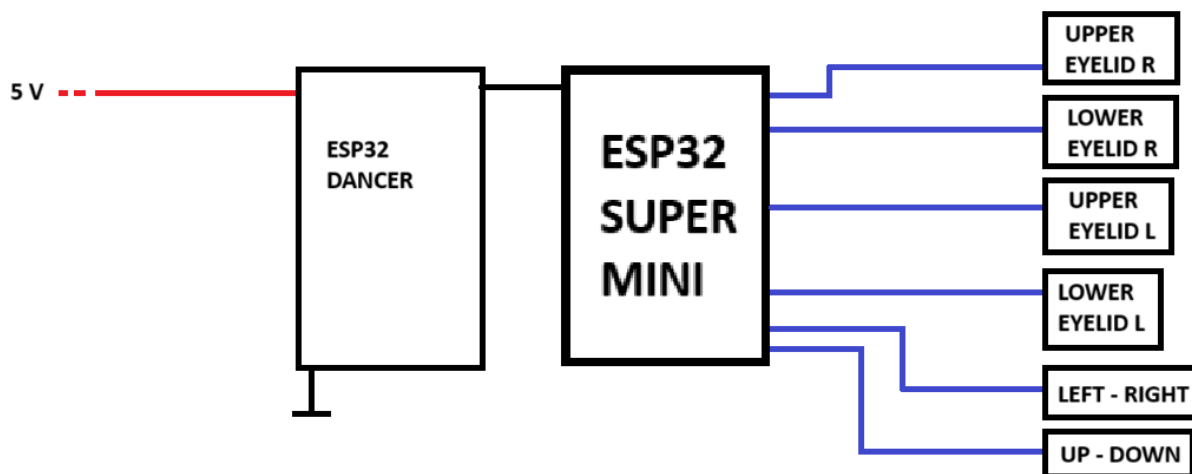 5 V
ESP32
DANCER
ESP32
SUPER
MINI
UPPER
EYELID R
LOWER
EYELID R
UPPER
EYELID L
LOWER
EYELID L
LEFT - RIGHT
UP - DOWN